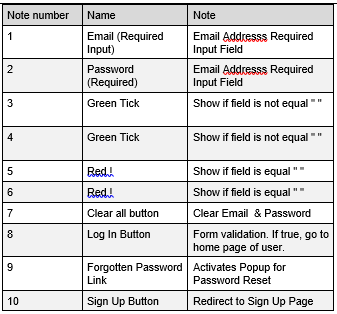 Note number Name Note
1 Email (Required Email Addresss Required
Input) Input Field
2 Password Email Addresss Required
(Required) Input Field
3 Green Tick Show if field is not equal " "
4 Green Tick Show if field is not equal " "
5 Red ! Show if field is equal " "
6 Red ! Show if field is equal " "
7 Clear all button Clear Email & Password
8 Log In Button Form validation. If true, go to
home page of user.
9 Forgotten Password Activates Popup for
Link Password Reset
10 Sign Up Button Redirect to Sign Up Page